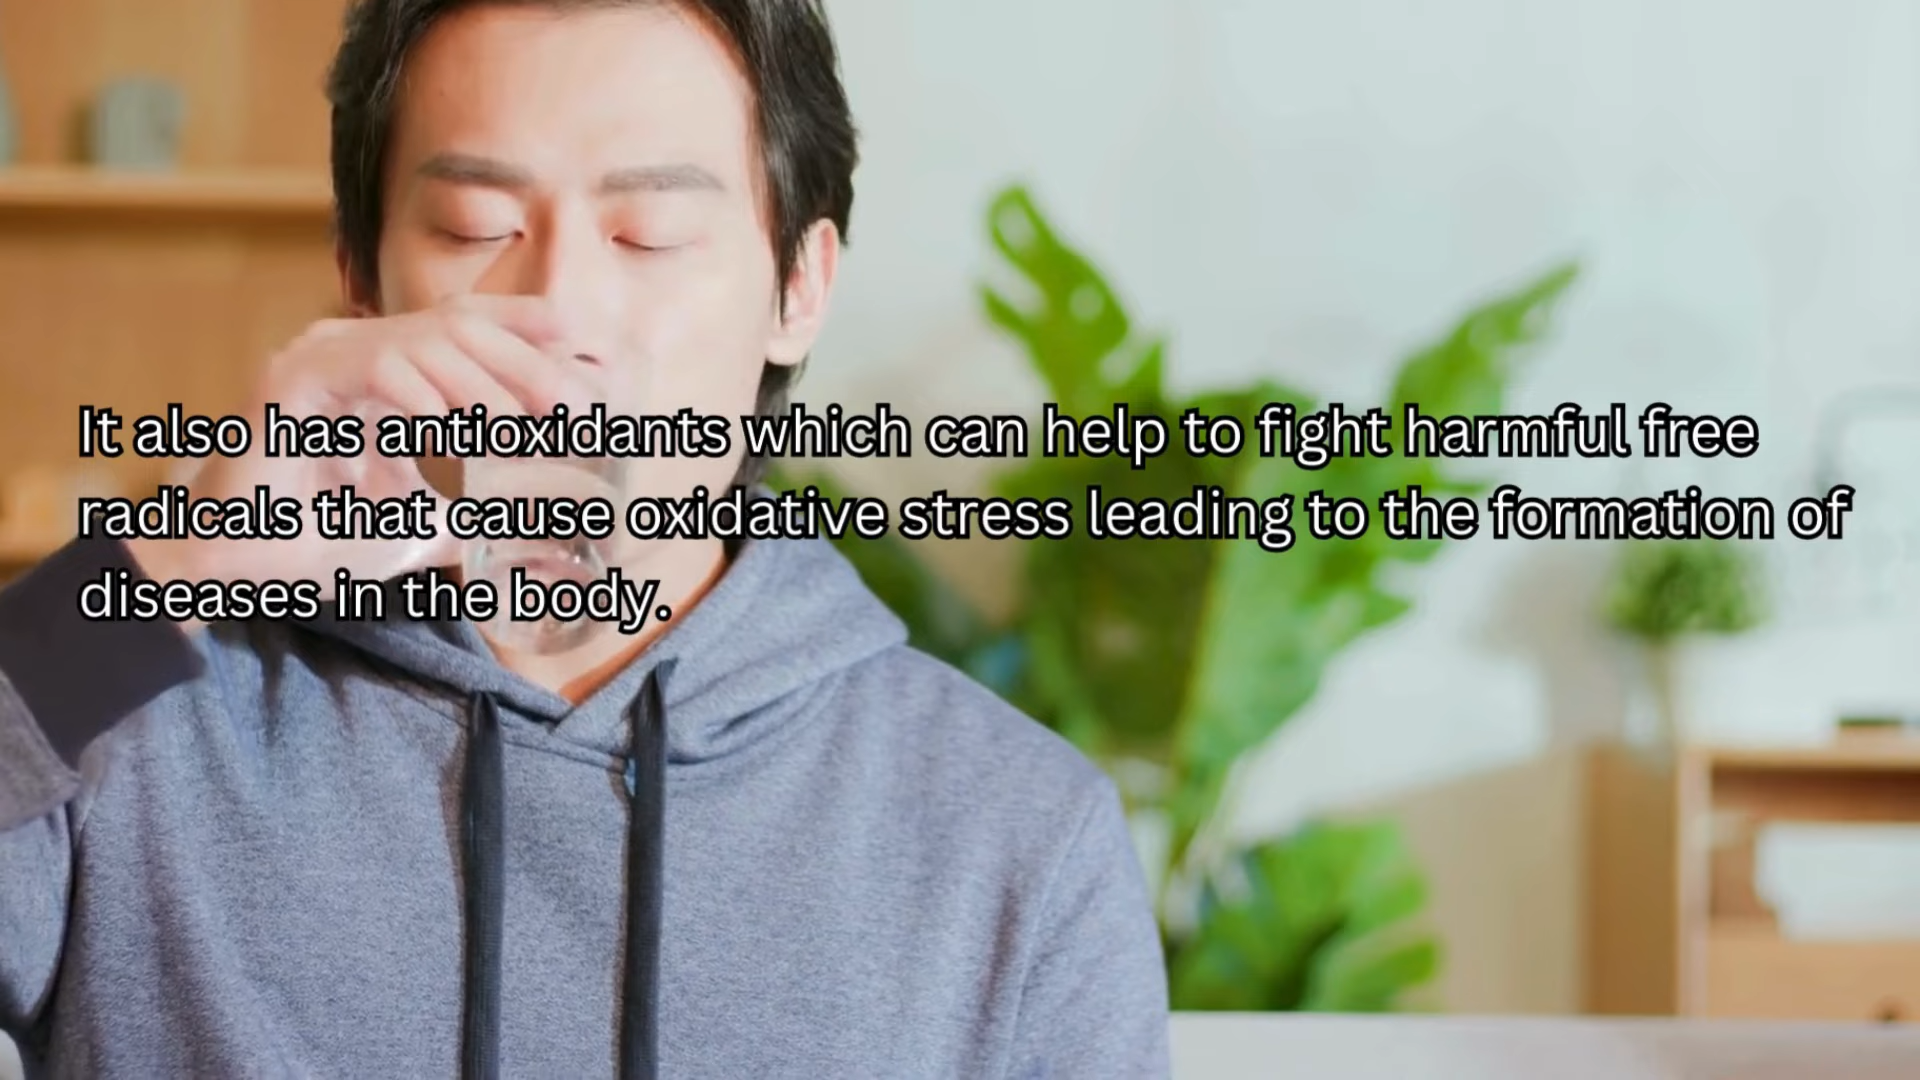 It also has antioxidants which can help to fight harmful free
radicals that cause oxidative stress leading to the formation of
diseases in the body.